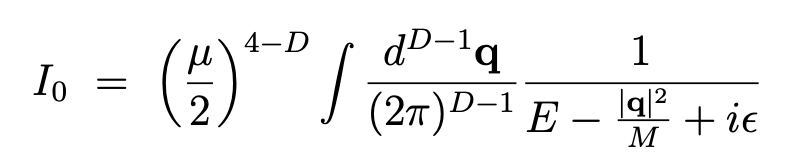 I_0 = \left(\frac{\mu}{2}\right)^{4-D} \int \frac{d^{D-1}\mathbf{q}}{(2\pi)^{D-1}} \frac{1}{E - \frac{|\mathbf{q}|^2}{M} + i\epsilon}